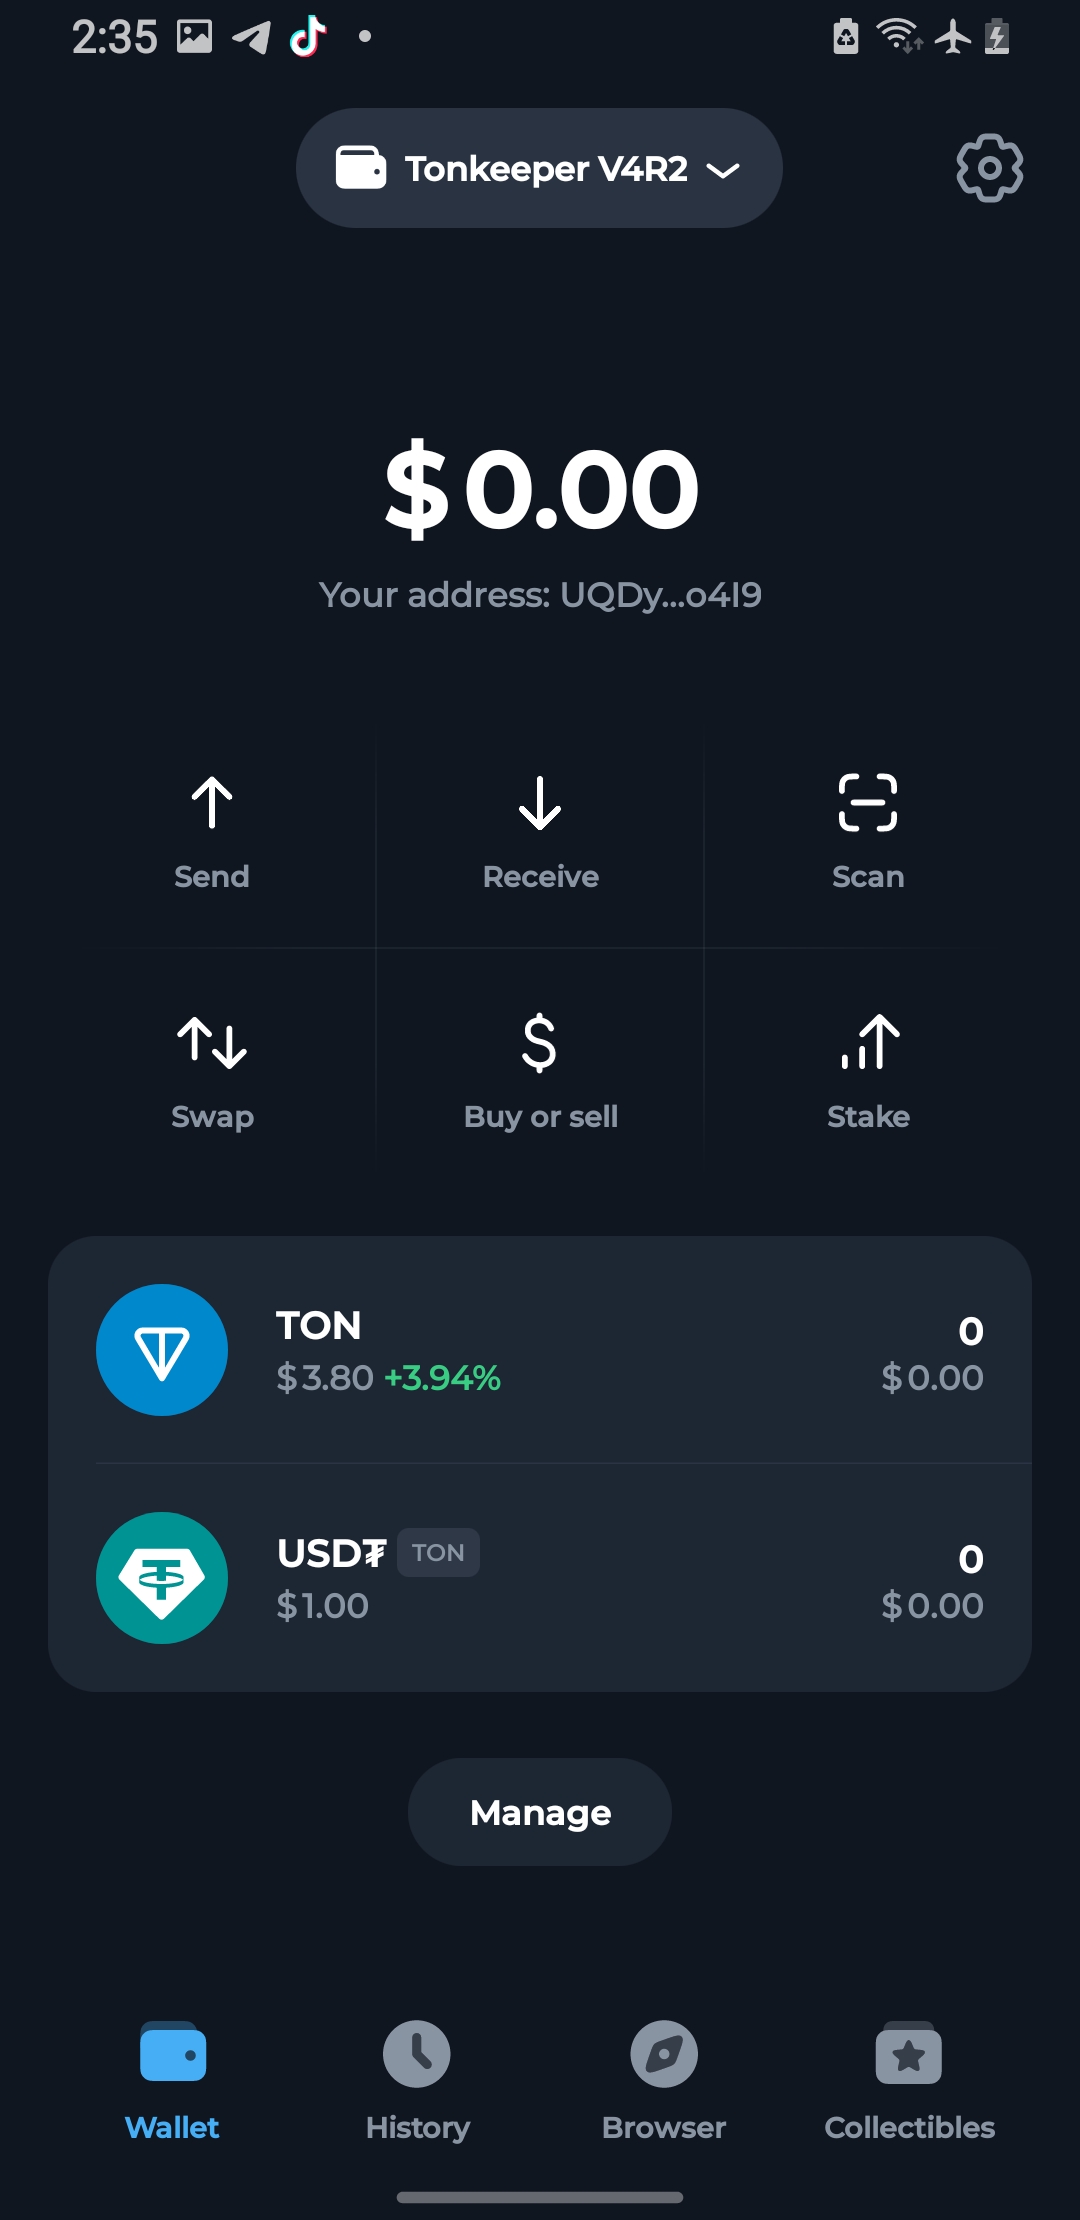 2:35
Tonkeeper V4R2
$0.00
Your address: UQDy...o4I9
Send
Receive
Scan
Swap
Buy or sell
Stake
TON
0
$3.80 +3.94%
$0.00
USD₮ TON
0
$1.00
$0.00
Manage
Wallet
History
Browser
Collectibles